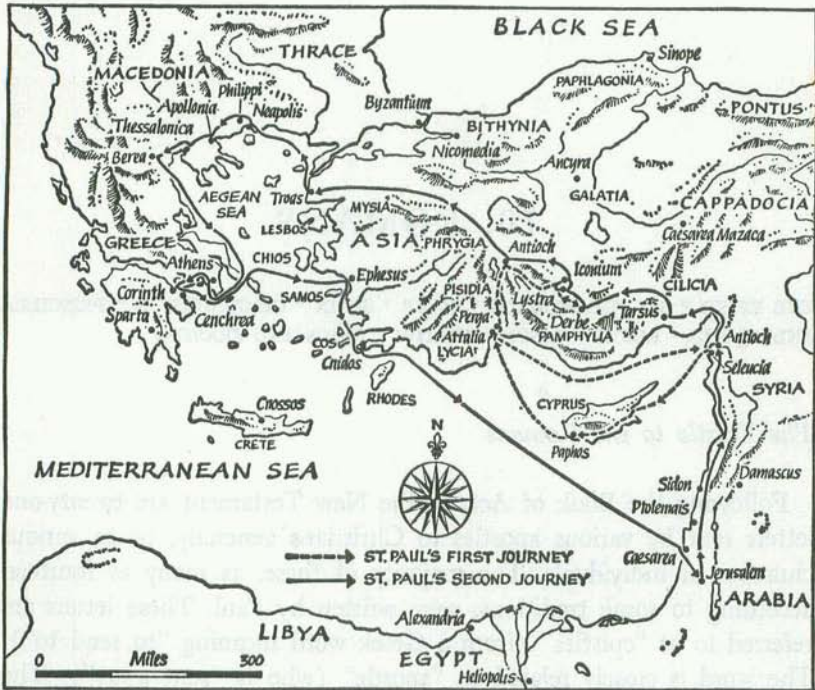 BLACK SEA
Sinope
THRACE
PAPHLAGONIA
MACEDONIA
Philippi
PONTUS
Apollonia
Neapolis
Byzantium
Thessalonica
BITHYNIA
Nicomedia
Berea
Ancyra
GALATIA
CAPPADOCIA
AEGEAN
SEA
Troas
MYSIA
LESBOS
ASIA
PHRYGIA
Antioch
Caesarea Mazaca
GREECE
CHIOS
Iconium
Athens
Ephesus
CILICIA
PISIDIA
Corinth
SAMOS
Perga
Lystra
Tarsus
Sparta
Cenchrea
Attalia
Derbe
Antioch
LYCIA
PAMPHYLIA
COS
Cnidos
Seleucia
RHODES
SYRIA
CYPRUS
Cnossos
CRETE
Paphos
N
Damascus
MEDITERRANEAN SEA
Sidon
Ptolemais
ST. PAUL'S FIRST JOURNEY
Caesarea
Jerusalem
ST. PAUL'S SECOND JOURNEY
ARABIA
LIBYA
Alexandria
EGYPT
0 Miles 300
Heliopolis